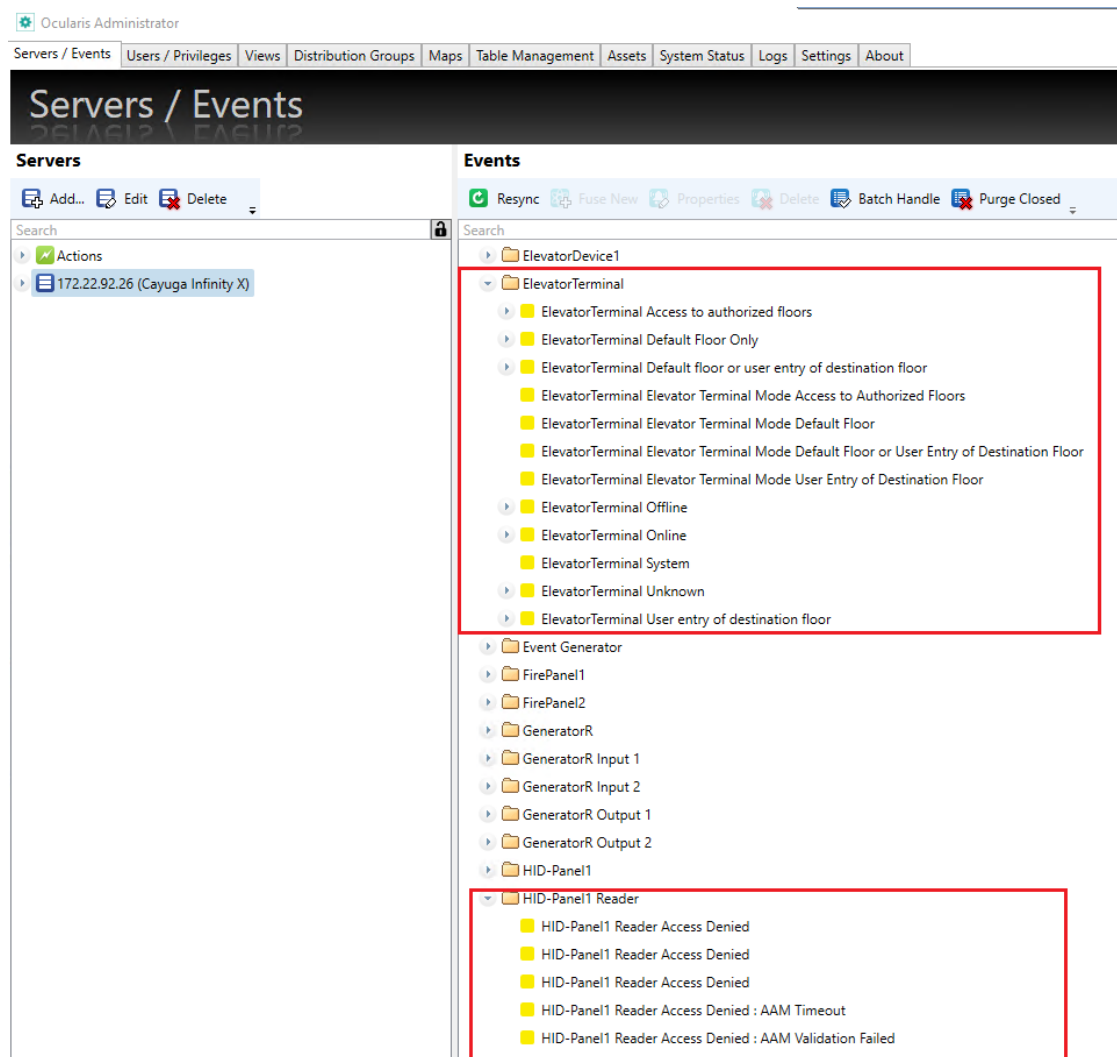 Ocularis Administrator
Servers / Events Users / Privileges Views Distribution Groups Maps Table Management Assets System Status Logs Settings About
Servers / Events
Servers
Add... Edit Delete
Search
Actions
172.22.92.26 (Cayuga Infinity X)
Events
Resync Fuse New Properties Delete Batch Handle Purge Closed
Search
ElevatorDevice1
ElevatorTerminal
ElevatorTerminal Access to authorized floors
ElevatorTerminal Default Floor Only
ElevatorTerminal Default floor or user entry of destination floor
ElevatorTerminal Elevator Terminal Mode Access to Authorized Floors
ElevatorTerminal Elevator Terminal Mode Default Floor
ElevatorTerminal Elevator Terminal Mode Default Floor or User Entry of Destination Floor
ElevatorTerminal Elevator Terminal Mode User Entry of Destination Floor
ElevatorTerminal Offline
ElevatorTerminal Online
ElevatorTerminal System
ElevatorTerminal Unknown
ElevatorTerminal User entry of destination floor
Event Generator
FirePanel1
FirePanel2
GeneratorR
GeneratorR Input 1
GeneratorR Input 2
GeneratorR Output 1
GeneratorR Output 2
HID-Panel1
HID-Panel1 Reader
HID-Panel1 Reader Access Denied
HID-Panel1 Reader Access Denied
HID-Panel1 Reader Access Denied
HID-Panel1 Reader Access Denied : AAM Timeout
HID-Panel1 Reader Access Denied : AAM Validation Failed